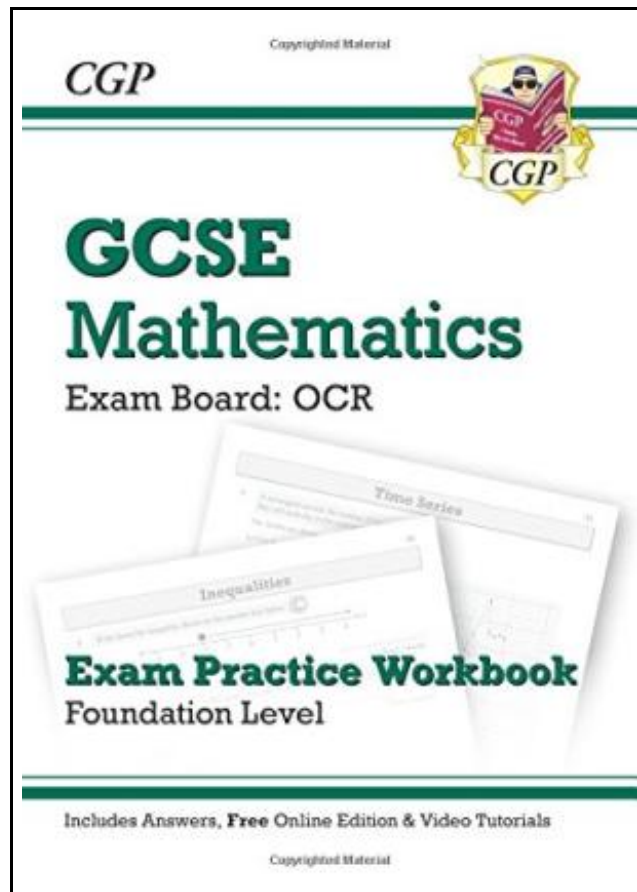 Copyrighted Material
CGP
CGP
CGP
GCSE
Mathematics
Exam Board: OCR
Time Series
Inequalities
Exam Practice Workbook
Foundation Level
Includes Answers, Free Online Edition & Video Tutorials
Copyrighted Material